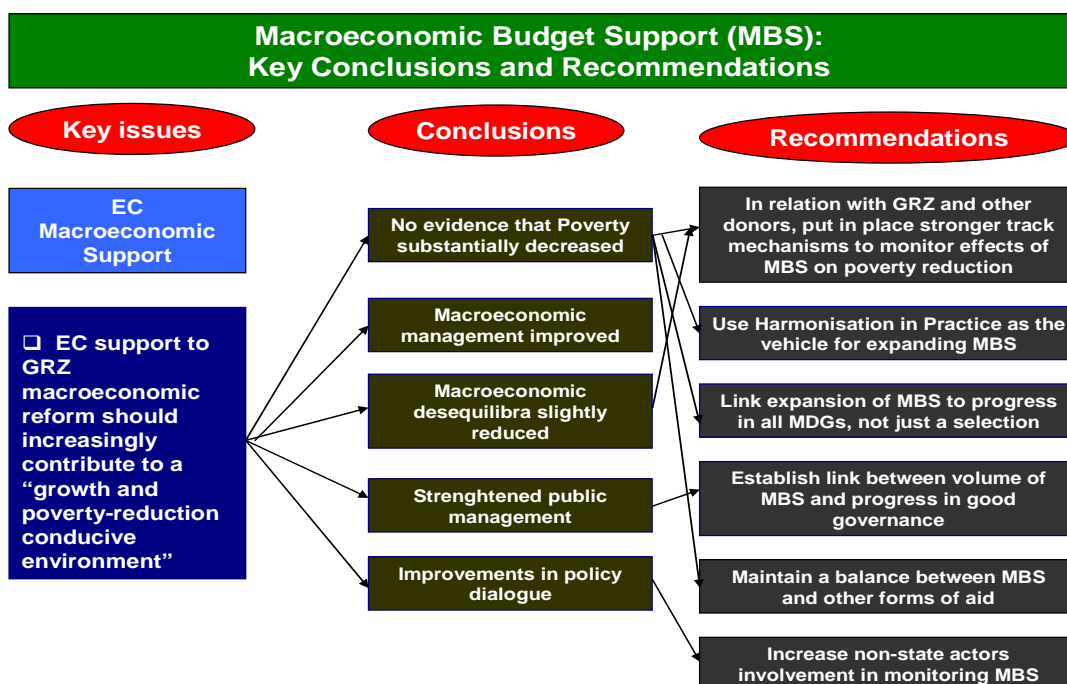 Macroeconomic Budget Support (MBS):
Key Conclusions and Recommendations
Key issues
Conclusions
Recommendations
EC
Macroeconomic
Support
❑ EC support to
GRZ
macroeconomic
reform should
increasingly
contribute to a
“growth and
poverty-reduction
conducive
environment”
No evidence that Poverty
substantially decreased
Macroeconomic
management improved
Macroeconomic
desequilibra slightly
reduced
Strenghtened public
management
Improvements in policy
dialogue
In relation with GRZ and other
donors, put in place stronger track
mechanisms to monitor effects of
MBS on poverty reduction
Use Harmonisation in Practice as the
vehicle for expanding MBS
Link expansion of MBS to progress
in all MDGs, not just a selection
Establish link between volume of
MBS and progress in good
governance
Maintain a balance between MBS
and other forms of aid
Increase non-state actors
involvement in monitoring MBS